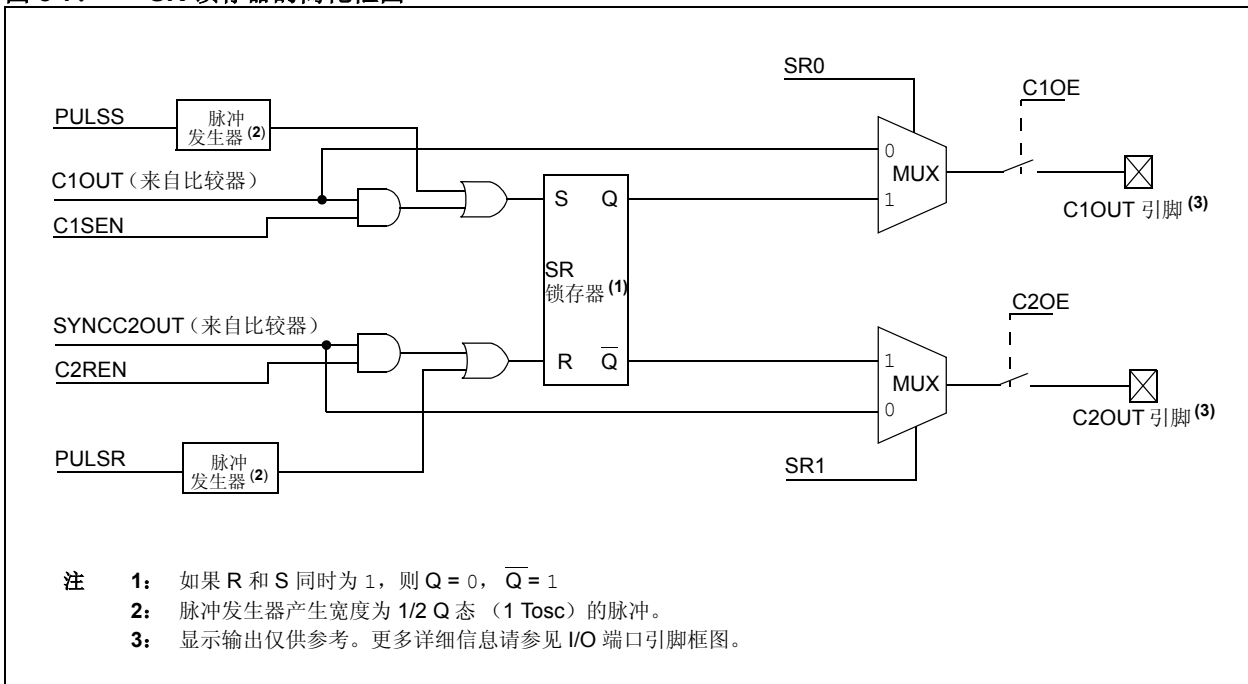 SR0
C1OE
PULSS
脉冲
发生器 (2)
0
MUX
1
C1OUT（来自比较器）
C1SEN
S Q
C1OUT 引脚 (3)
SR
锁存器 (1)
C2OE
SYNCC2OUT（来自比较器）
C2REN
R Q̅
1
MUX
0
C2OUT 引脚 (3)
PULSR
脉冲
发生器 (2)
SR1
注 1： 如果 R 和 S 同时为 1，则 Q = 0， Q̅ = 1
2： 脉冲发生器产生宽度为 1/2 Q 态 （1 Tosc）的脉冲。
3： 显示输出仅供参考。更多详细信息请参见 I/O 端口引脚框图。